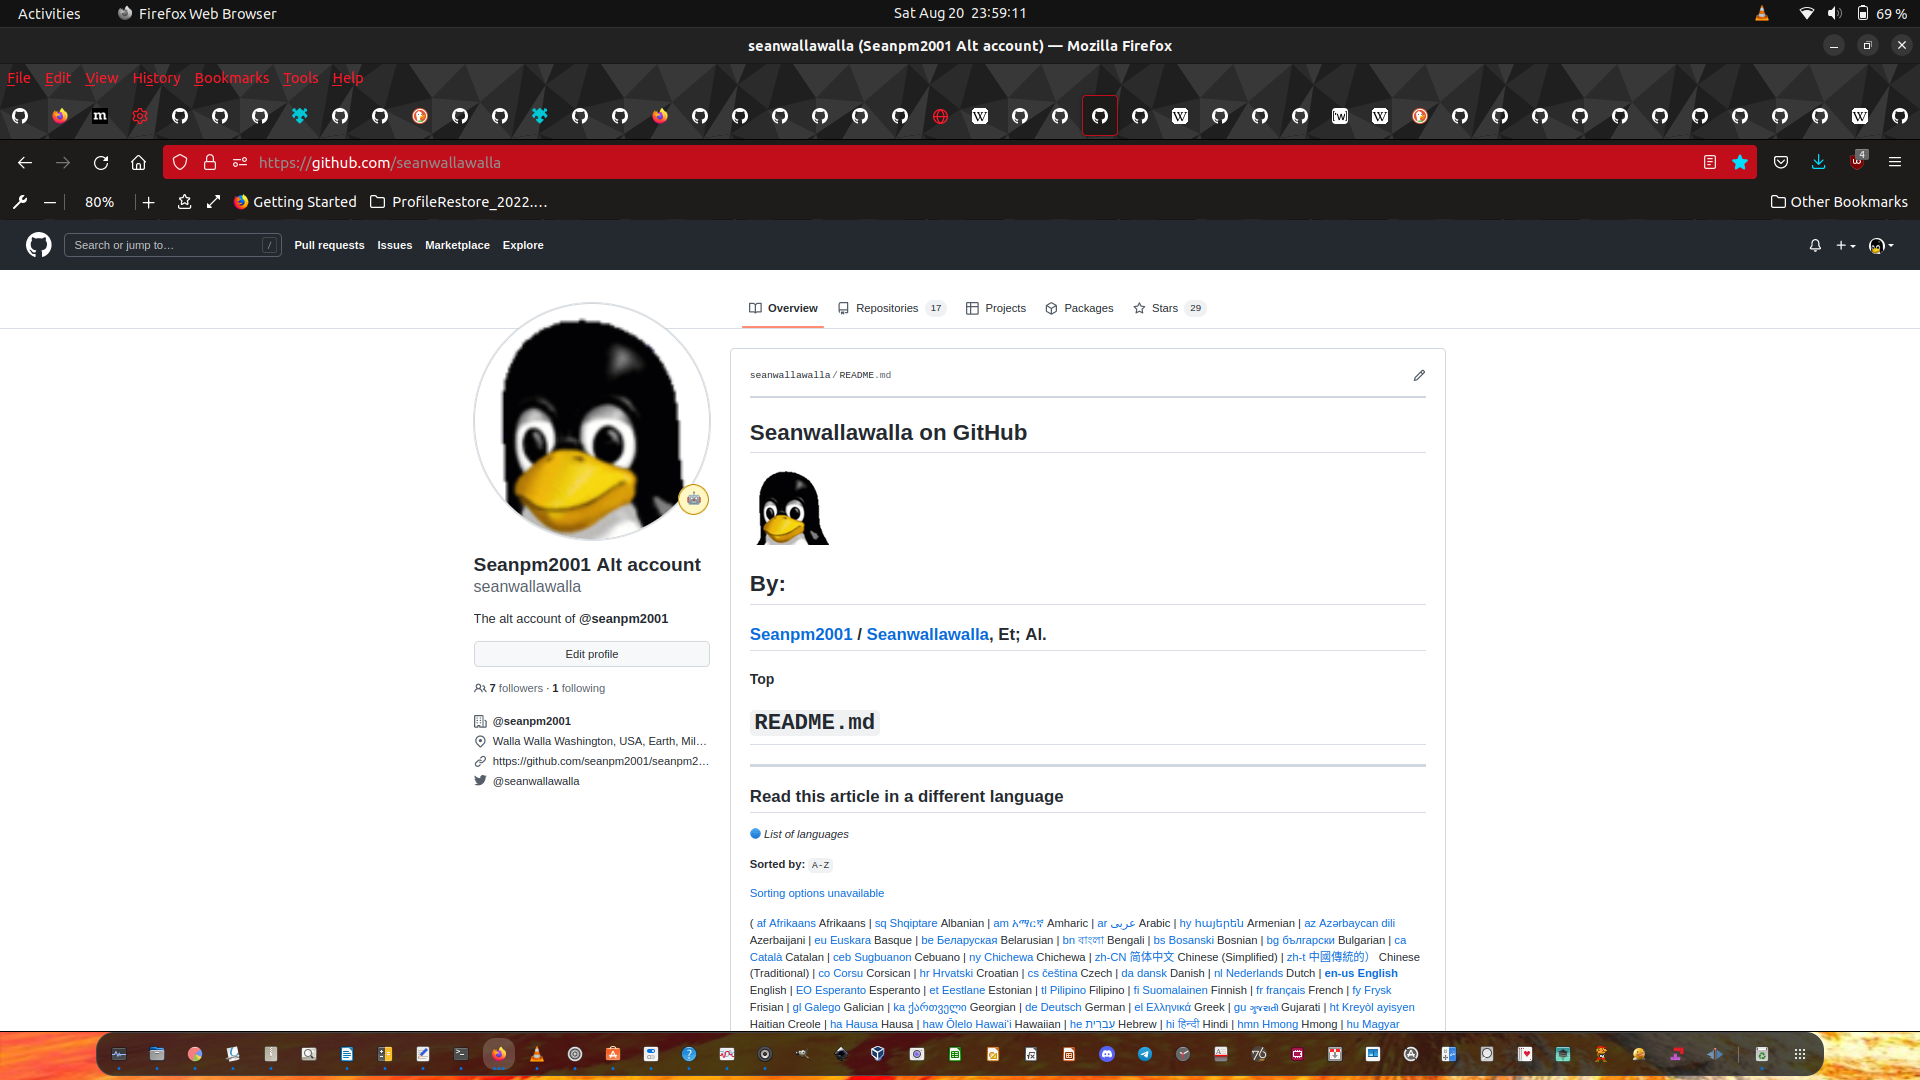 Activities Firefox Web Browser Sat Aug 20 23:59:11 69 %
seanwallawalla (Seanpm2001 Alt account) — Mozilla Firefox
File Edit View History Bookmarks Tools Help
https://github.com/seanwallawalla 4
80% Getting Started ProfileRestore_2022.… Other Bookmarks
Search or jump to… / Pull requests Issues Marketplace Explore
Overview Repositories 17 Projects Packages Stars 29
seanwallawalla/README.md
Seanwallawalla on GitHub
Seanpm2001 Alt account
seanwallawalla
The alt account of @seanpm2001
Edit profile
7 followers · 1 following
@seanpm2001
Walla Walla Washington, USA, Earth, Mil…
https://github.com/seanpm2001/seanpm2…
@seanwallawalla
By:
Seanpm2001 / Seanwallawalla, Et; Al.
Top
README.md
Read this article in a different language
List of languages
Sorted by: A-Z
Sorting options unavailable
( af Afrikaans Afrikaans | sq Shqiptare Albanian | am አማርኛ Amharic | ar عربى Arabic | hy հայերեն Armenian | az Azərbaycan dili
Azerbaijani | eu Euskara Basque | be Беларуская Belarusian | bn বাংলা Bengali | bs Bosanski Bosnian | bg български Bulgarian | ca
Català Catalan | ceb Sugbuanon Cebuano | ny Chichewa Chichewa | zh-CN 简体中文 Chinese (Simplified) | zh-t 中國傳統的） Chinese
(Traditional) | co Corsu Corsican | hr Hrvatski Croatian | cs čeština Czech | da dansk Danish | nl Nederlands Dutch | en-us English
English | EO Esperanto Esperanto | et Eestlane Estonian | tl Pilipino Filipino | fi Suomalainen Finnish | fr français French | fy Frysk
Frisian | gl Galego Galician | ka ქართველი Georgian | de Deutsch German | el Ελληνικά Greek | gu ગુજરાતી Gujarati | ht Kreyòl ayisyen
Haitian Creole | ha Hausa Hausa | haw Ōlelo Hawaiʻi Hawaiian | he עִברִית Hebrew | hi हिन्दी Hindi | hmn Hmong Hmong | hu Magyar